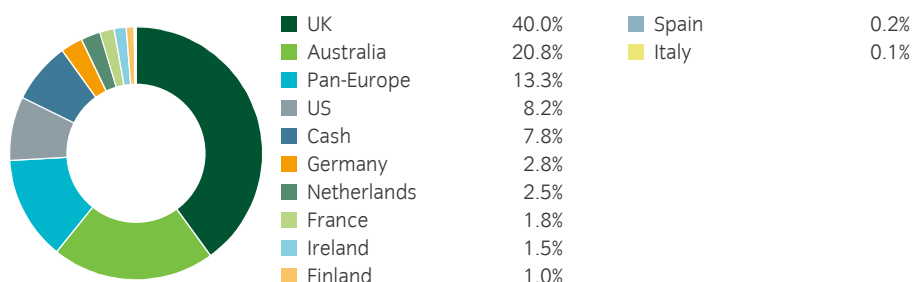 UK 40.0%
Australia 20.8%
Pan-Europe 13.3%
US 8.2%
Cash 7.8%
Germany 2.8%
Netherlands 2.5%
France 1.8%
Ireland 1.5%
Finland 1.0%
Spain 0.2%
Italy 0.1%